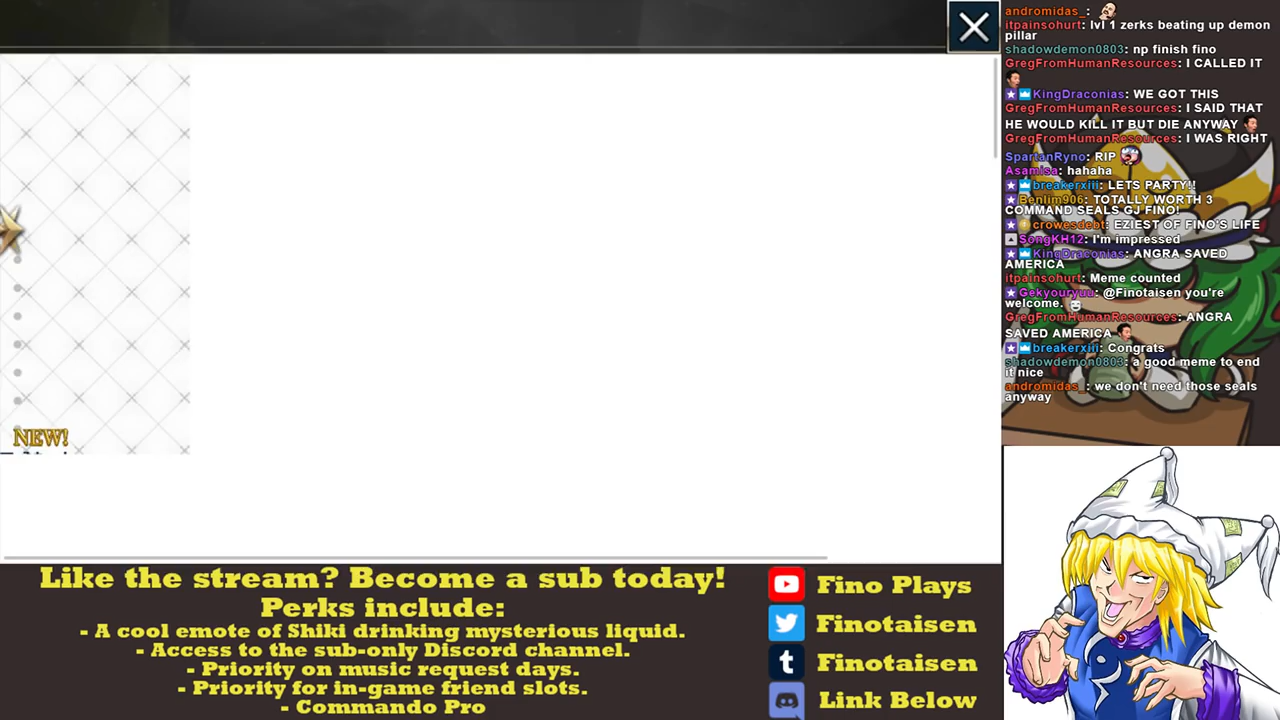 NEW!
andromidas_:
itpainsohurt: lvl 1 zerks beating up demon
pillar
shadowdemon0803: np finish fino
GregFromHumanResources: I CALLED IT
KingDraconias: WE GOT THIS
GregFromHumanResources: I SAID THAT
HE WOULD KILL IT BUT DIE ANYWAY
GregFromHumanResources: I WAS RIGHT
SpartanRyno: RIP
Asamisa: hahaha
breakerxiii: LETS PARTY!!
Benlim906: TOTALLY WORTH 3
COMMAND SEALS GJ FINO!
crowesdebt: EZIEST OF FINO'S LIFE
SongKH12: I'm impressed
KingDraconias: ANGRA SAVED
AMERICA
itpainsohurt: Meme counted
Gekyouryuu: @Finotaisen you're
welcome.
GregFromHumanResources: ANGRA
SAVED AMERICA
breakerxiii: Congrats
shadowdemon0803: a good meme to end
it nice
andromidas_: we don't need those seals
anyway
Like the stream? Become a sub today!
Perks include:
- A cool emote of Shiki drinking mysterious liquid.
- Access to the sub-only Discord channel.
- Priority on music request days.
- Priority for in-game friend slots.
- Commando Pro
Fino Plays
Finotaisen
Finotaisen
Link Below